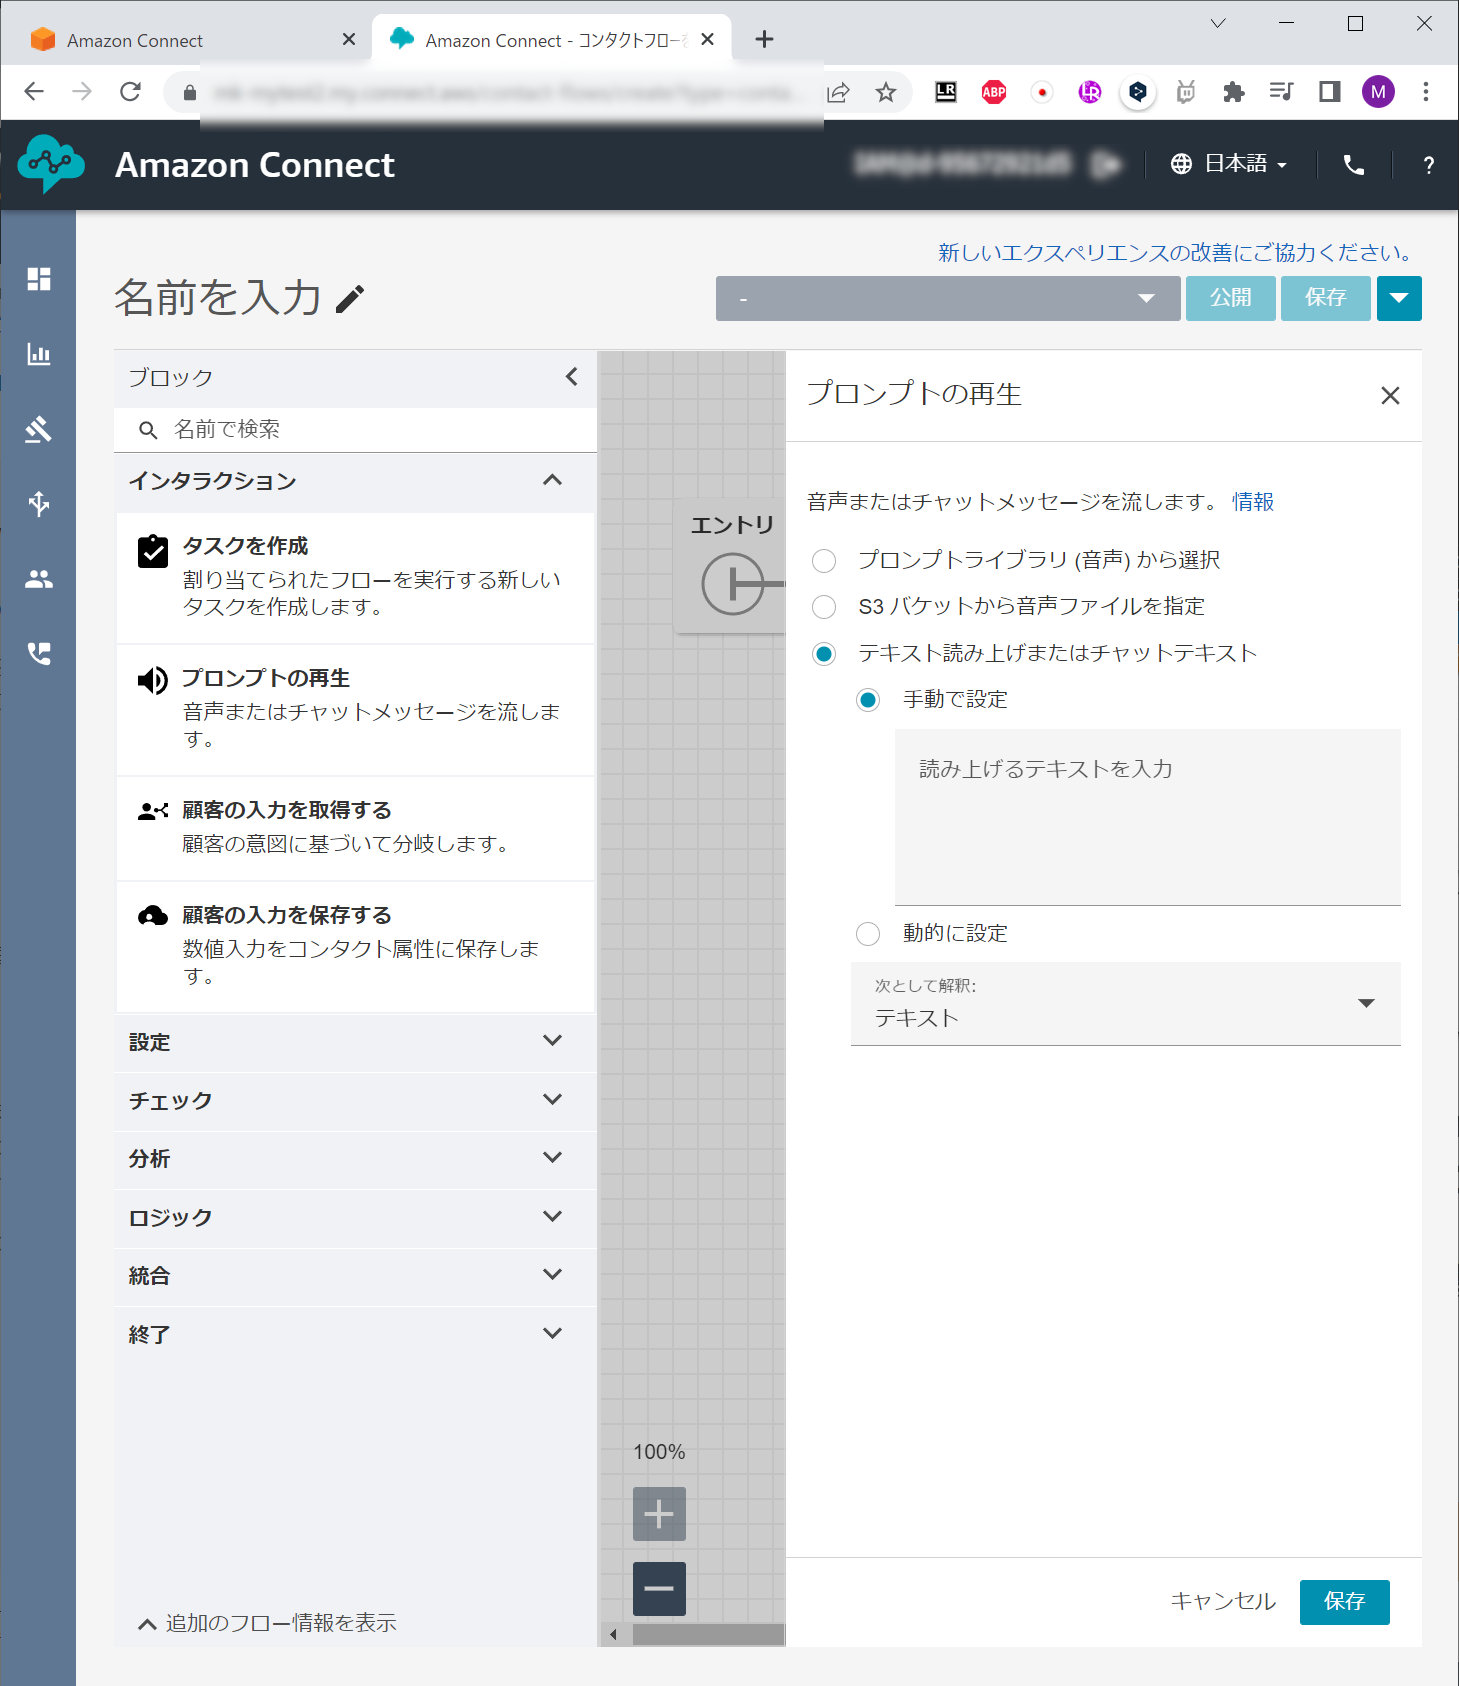 Amazon Connect
Amazon Connect - コンタクトフロー
LR
ABP
LR
M
Amazon Connect
日本語
?
新しいエクスペリエンスの改善にご協力ください。
名前を入力
-
公開
保存
ブロック
名前で検索
インタラクション
タスクを作成
割り当てられたフローを実行する新しい
タスクを作成します。
プロンプトの再生
音声またはチャットメッセージを流しま
す。
顧客の入力を取得する
顧客の意図に基づいて分岐します。
顧客の入力を保存する
数値入力をコンタクト属性に保存しま
す。
設定
チェック
分析
ロジック
統合
終了
追加のフロー情報を表示
エントリ
100%
プロンプトの再生
音声またはチャットメッセージを流します。 情報
プロンプトライブラリ (音声) から選択
S3 バケットから音声ファイルを指定
テキスト読み上げまたはチャットテキスト
手動で設定
読み上げるテキストを入力
動的に設定
次として解釈:
テキスト
キャンセル
保存